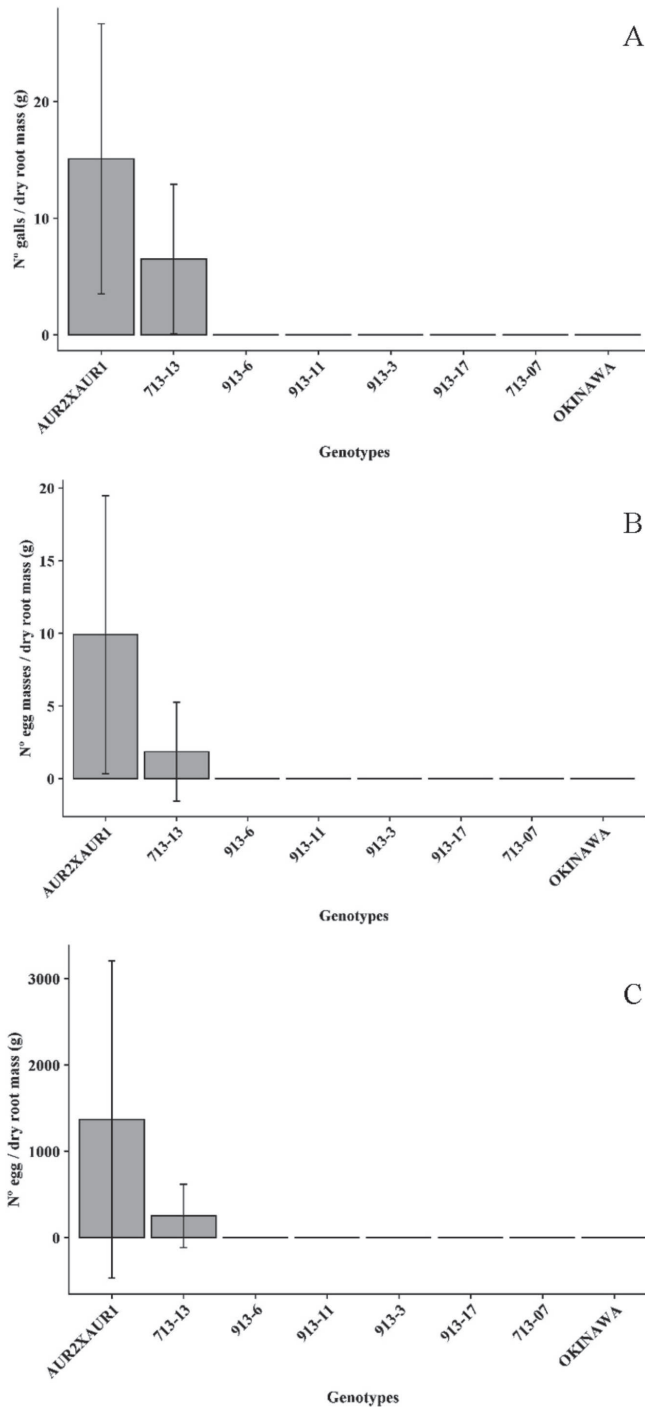 A
Nº galls / dry root mass (g)
20
10
0
AUR2XAUR1
713-13
913-6
913-11
913-3
913-17
713-07
OKINAWA
Genotypes
B
Nº egg masses / dry root mass (g)
20
15
10
5
0
AUR2XAUR1
713-13
913-6
913-11
913-3
913-17
713-07
OKINAWA
Genotypes
C
Nº egg / dry root mass (g)
3000
2000
1000
0
AUR2XAUR1
713-13
913-6
913-11
913-3
913-17
713-07
OKINAWA
Genotypes